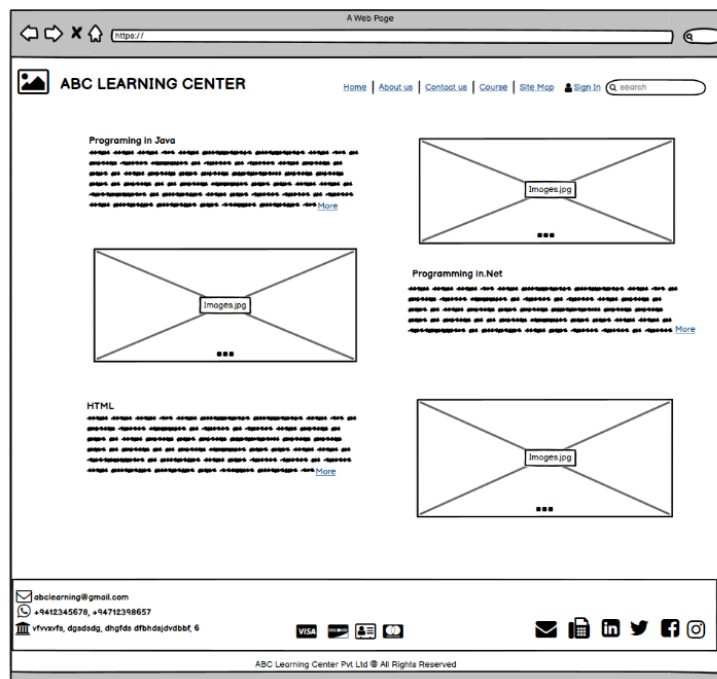 A Web Page
https://
ABC LEARNING CENTER
Home | About us | Contact us | Course | Site Map Sign In search
Programing in Java
More
Images.jpg
Images.jpg
Programming in.Net
More
HTML
More
Images.jpg
abclearning@gmail.com
+9412345678, +94712398657
dgsdsdg, dhgfds dfbhdsjdvdbbf, 6
VISA
ABC Learning Center Pvt Ltd @ All Rights Reserved